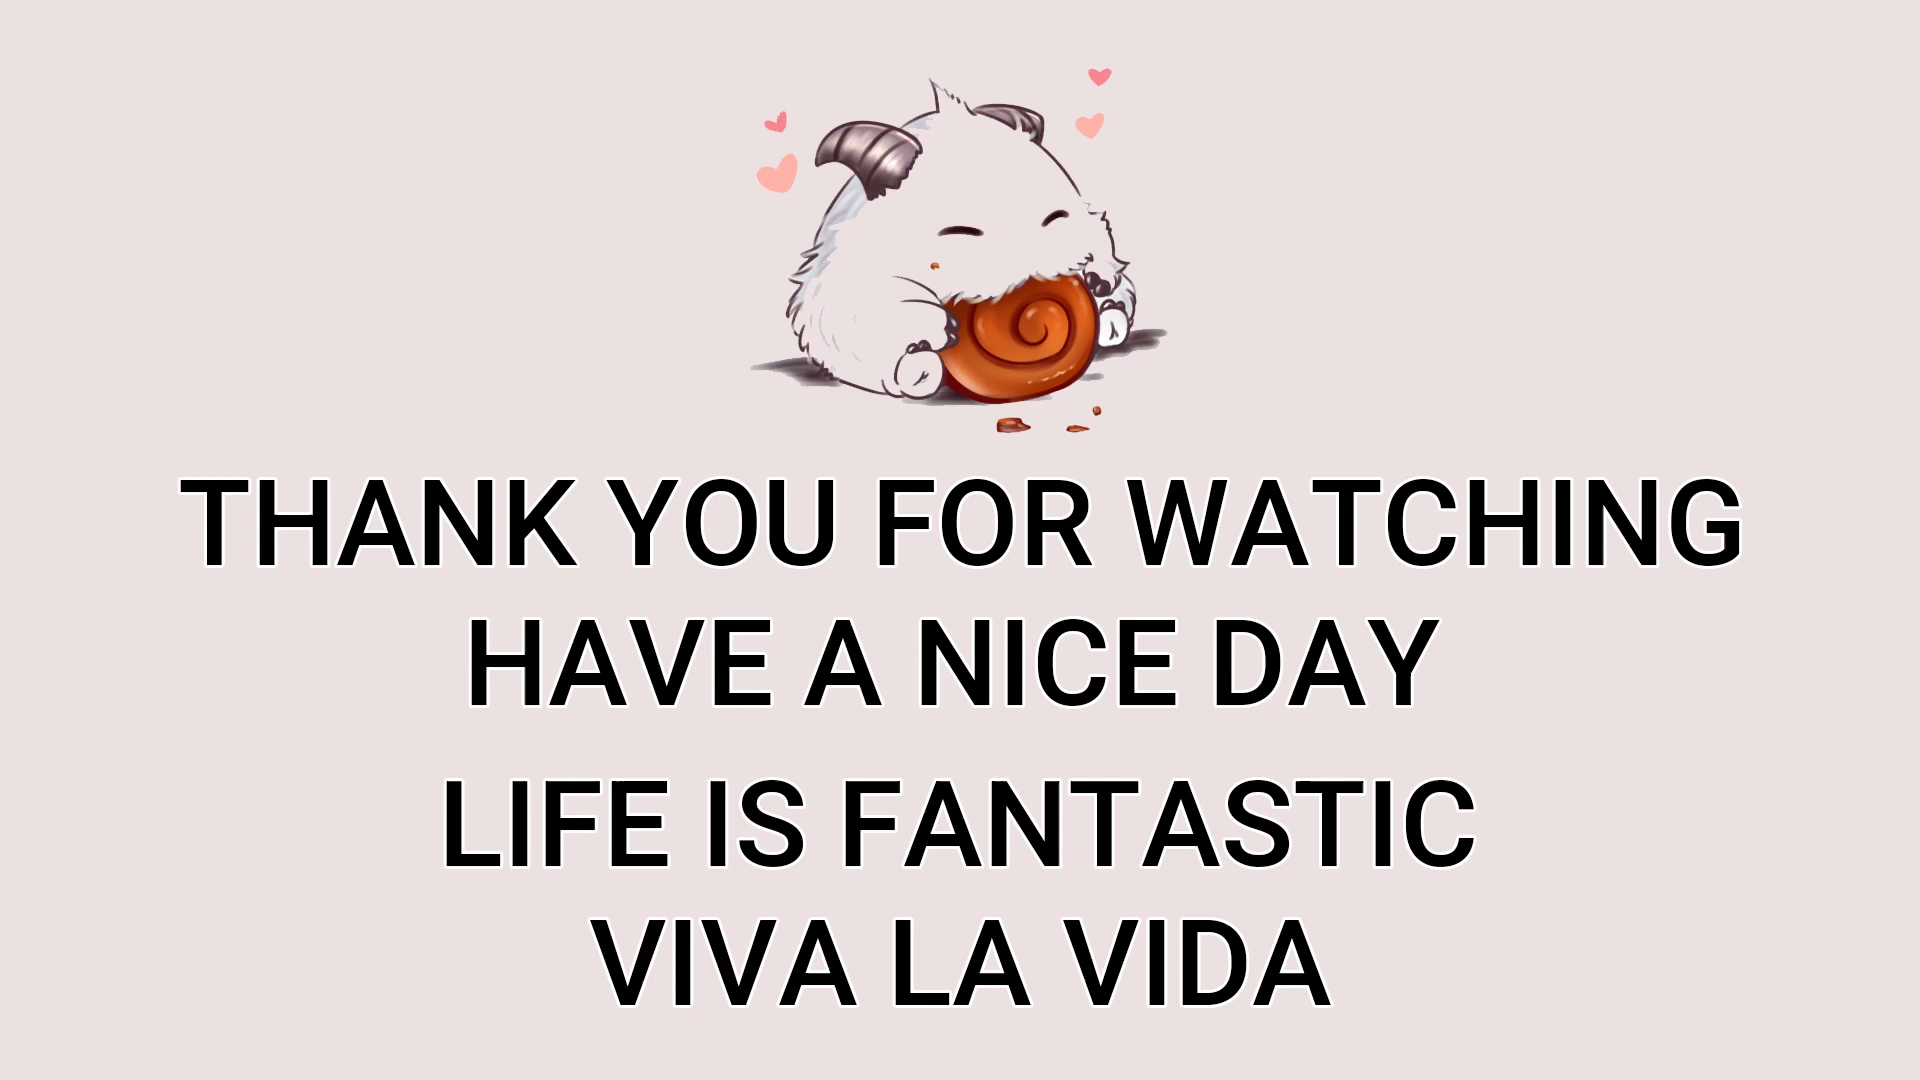 THANK YOU FOR WATCHING
HAVE A NICE DAY
LIFE IS FANTASTIC
VIVA LA VIDA